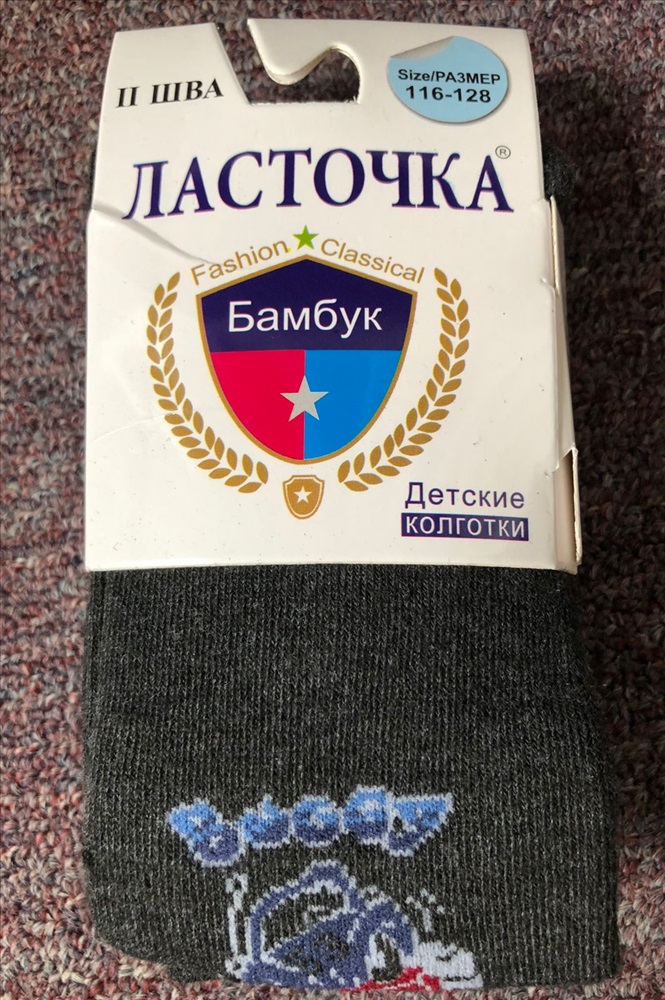 II ШВА
Size/РАЗМЕР
116-128
ЛАСТОЧКА®
Fashion Classical
Бамбук
Детские
КОЛГОТКИ